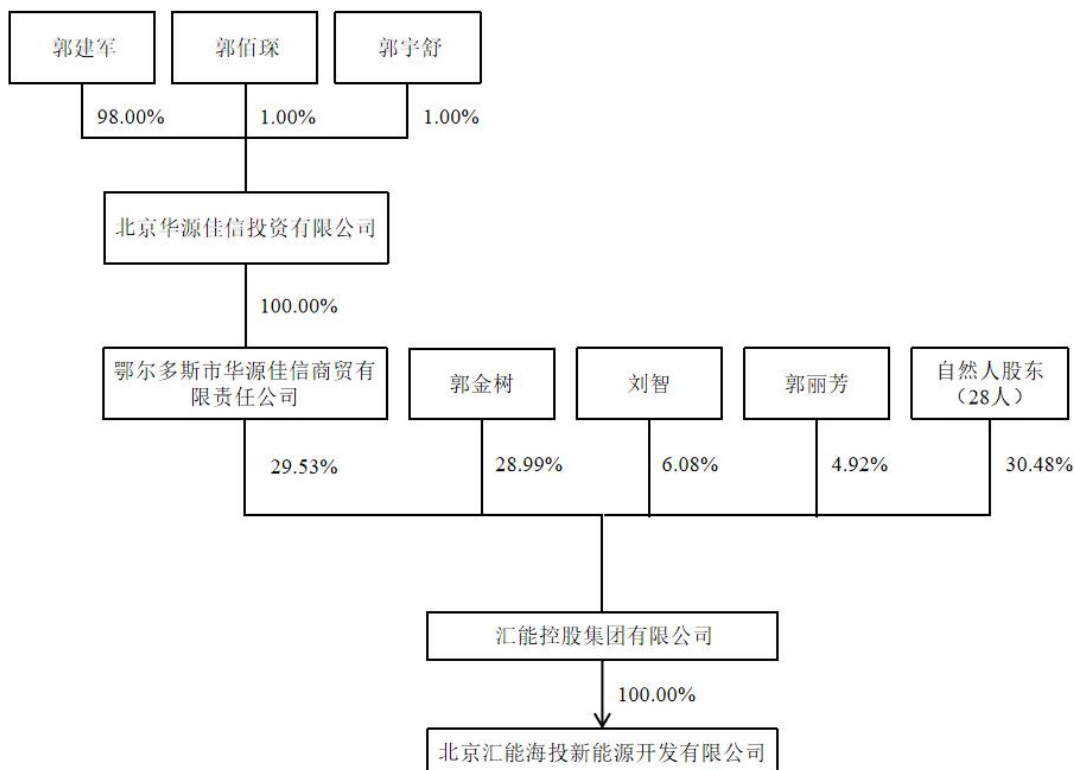 郭建军
郭佰琛
郭宇舒
98.00%
1.00%
1.00%
北京华源佳信投资有限公司
100.00%
鄂尔多斯市华源佳信商贸有
限责任公司
郭金树
刘智
郭丽芳
自然人股东
（28人）
29.53%
28.99%
6.08%
4.92%
30.48%
汇能控股集团有限公司
100.00%
北京汇能海投新能源开发有限公司